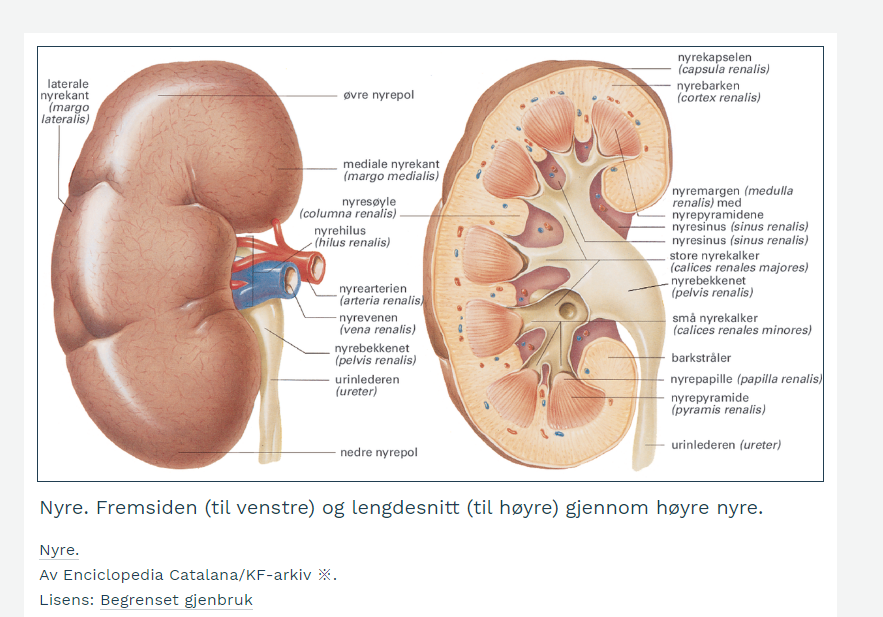 laterale
nyrekant
(margo
lateralis)
øvre nyrepol
mediale nyrekant
(margo medialis)
nyresøyle
(columna renalis)
nyrehilus
(hilus renalis)
nyrearterien
(arteria renalis)
nyrevenen
(vena renalis)
nyrebekkenet
(pelvis renalis)
urinlederen
(ureter)
nedre nyrepol
nyrekapselen
(capsula renalis)
nyrebarken
(cortex renalis)
nyremargen (medulla
renalis) med
nyrepyramidene
nyresinus (sinus renalis)
nyresinus (sinus renalis)
store nyrekalker
(calices renales majores)
nyrebekkenet
(pelvis renalis)
små nyrekalker
(calices renales minores)
barkstråler
nyrepapille (papilla renalis)
nyrepyramide
(pyramis renalis)
urinlederen (ureter)
Nyre. Fremsiden (til venstre) og lengdesnitt (til høyre) gjennom høyre nyre.
Nyre.
Av Enciclopedia Catalana/KF-arkiv ※.
Lisens: Begrenset gjenbruk